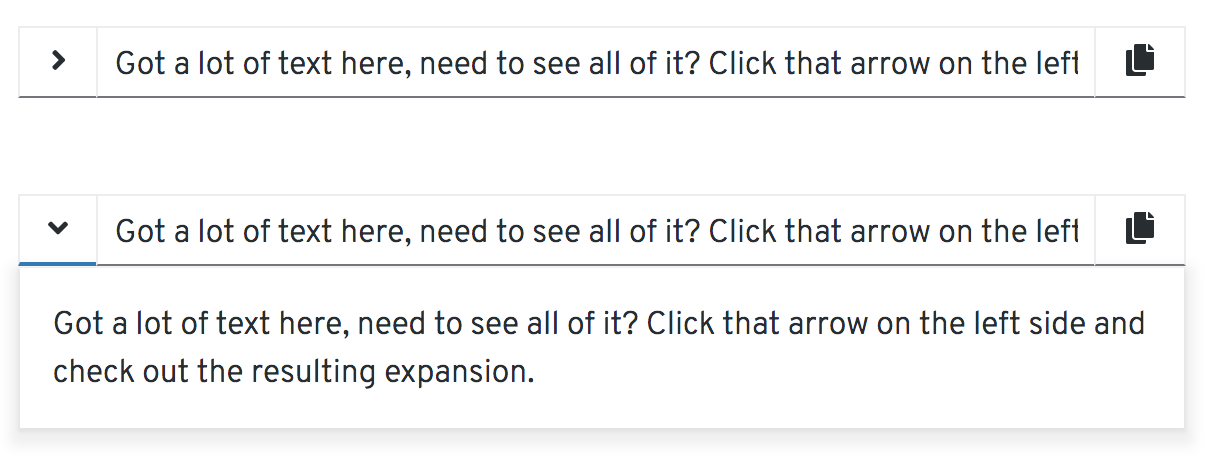 Got a lot of text here, need to see all of it? Click that arrow on the left
Got a lot of text here, need to see all of it? Click that arrow on the left
Got a lot of text here, need to see all of it? Click that arrow on the left side and
check out the resulting expansion.